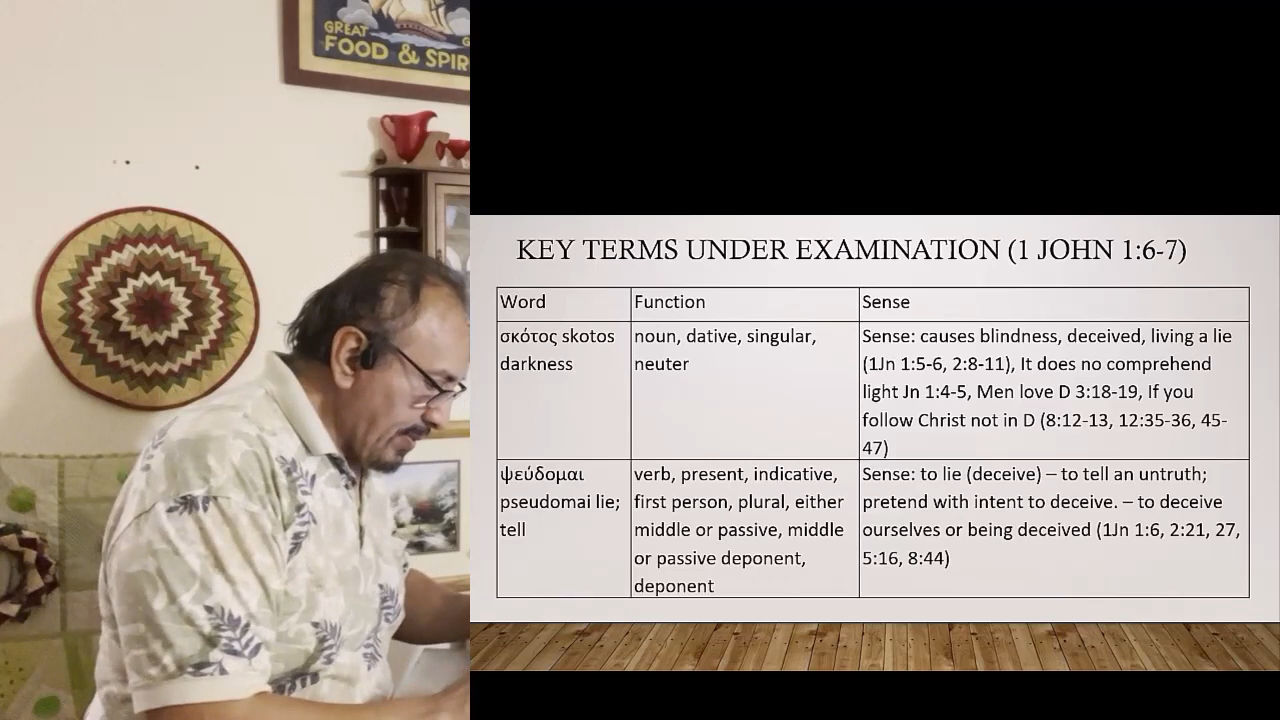 GREAT
FOOD &
KEY TERMS UNDER EXAMINATION (1 JOHN 1:6-7)
Word Function Sense
σκότος skotos
darkness
noun, dative, singular,
neuter
Sense: causes blindness, deceived, living a lie
(1Jn 1:5-6, 2:8-11), It does no comprehend
light Jn 1:4-5, Men love D 3:18-19, If you
follow Christ not in D (8:12-13, 12:35-36, 45-
47)
ψεύδομαι
pseudomai lie;
tell
verb, present, indicative,
first person, plural, either
middle or passive, middle
or passive deponent,
deponent
Sense: to lie (deceive) – to tell an untruth;
pretend with intent to deceive. – to deceive
ourselves or being deceived (1Jn 1:6, 2:21, 27,
5:16, 8:44)